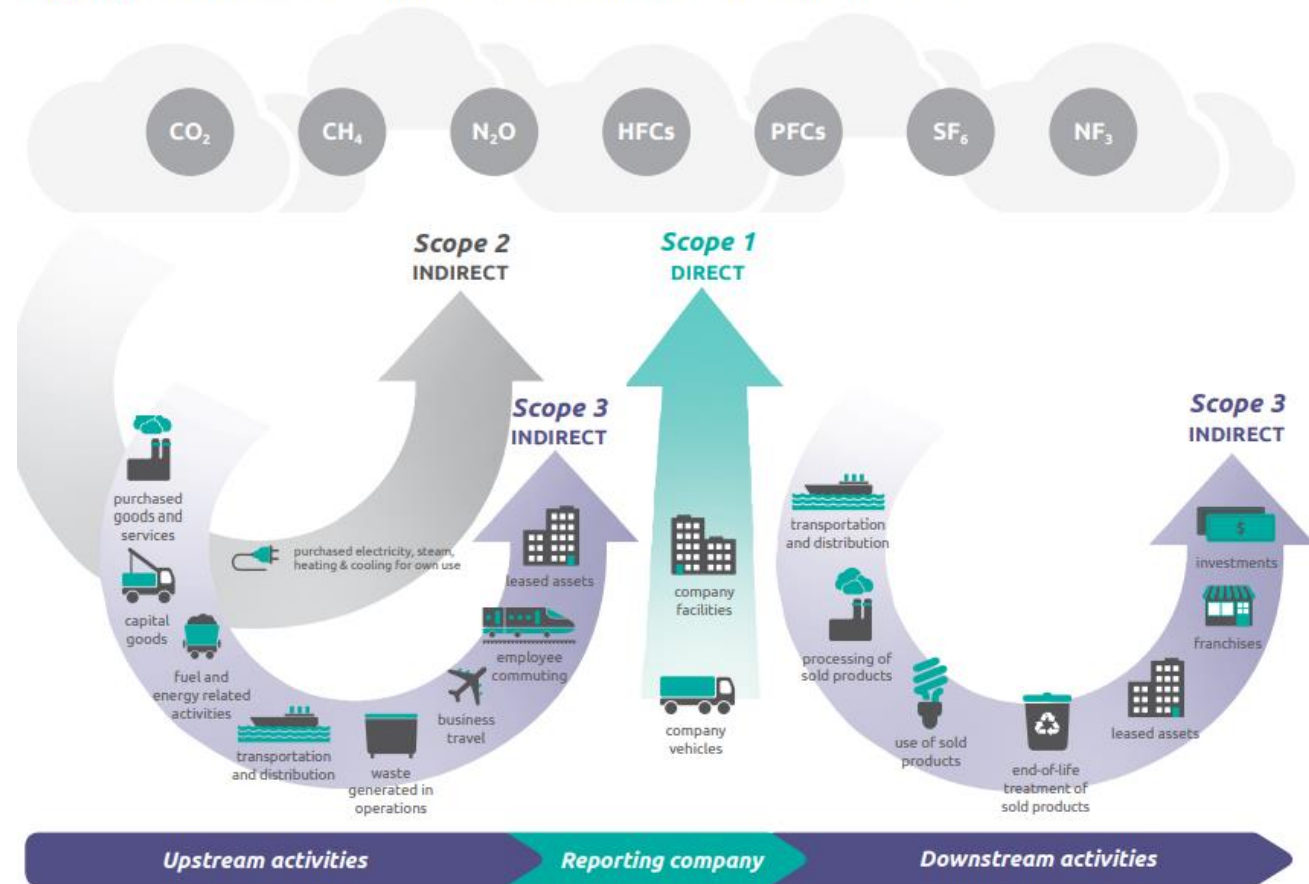 CO₂
CH₄
N₂O
HFCs
PFCs
SF₆
NF₃
Scope 2
INDIRECT
Scope 1
DIRECT
Scope 3
INDIRECT
Scope 3
INDIRECT
purchased
goods and
services
capital
goods
fuel and
energy related
activities
purchased electricity, steam,
heating & cooling for own use
transportation
and distribution
waste
generated in
operations
business
travel
employee
commuting
leased assets
company
facilities
company
vehicles
transportation
and distribution
processing of
sold products
use of sold
products
end-of-life
treatment of
sold products
leased assets
franchises
$
investments
Upstream activities
Reporting company
Downstream activities